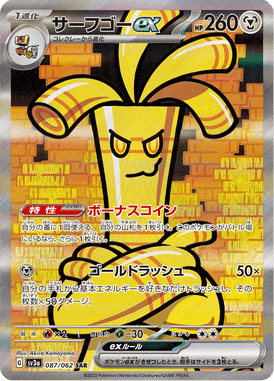 1進化
サーフゴーex
HP260
コレクレーから進化
特性 ボーナスコイン
自分の番に1回使える。自分の山札を1枚引く。そのポケモンがバトル場にいるなら、さらに1枚引く。
ゴールドラッシュ 50×
自分の手札から基本エネルギーを好きなだけトラッシュし、その枚数×50ダメージ。
×2
-30
exルール
ポケモンexがきぜつしたとき、相手はサイドを2枚とる。
Illus. Akira Komayama
sv3a
087/062 SAR
©2023 Pokémon/Nintendo/Creatures/GAME FREAK.